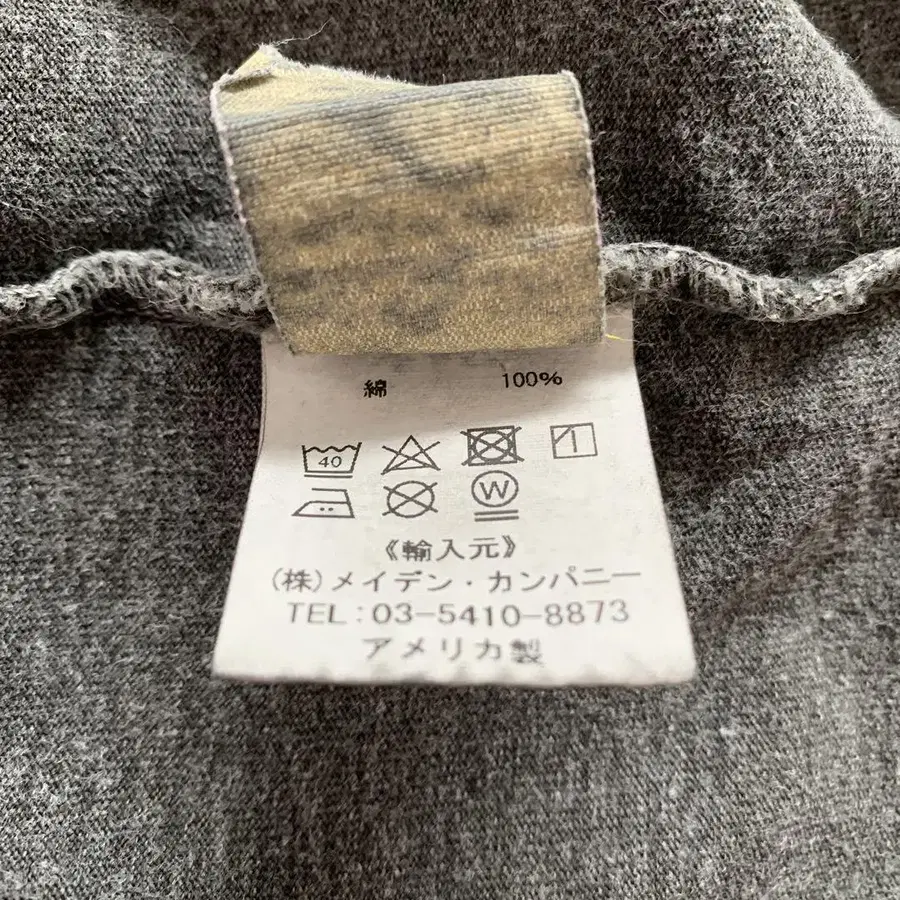 綿 100%
40
W
《輸入元》
(株)メイデン・カンパニー
TEL:03-5410-8873
アメリカ製